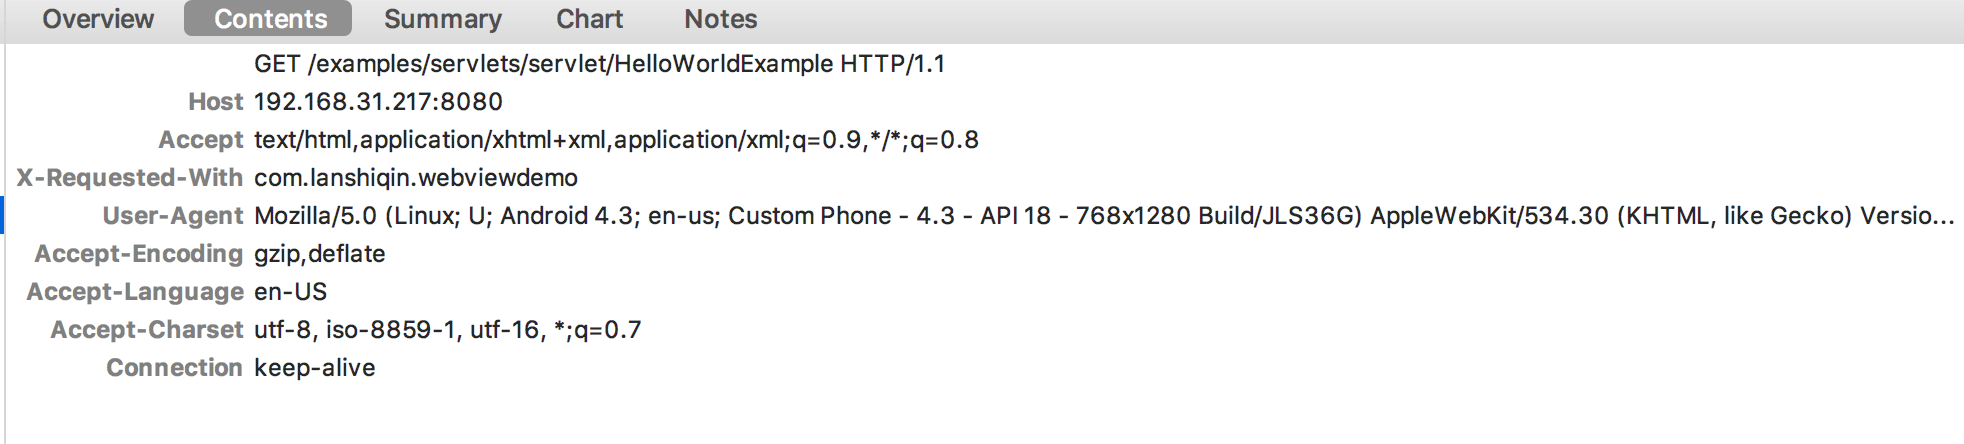 Overview Contents Summary Chart Notes
GET /examples/servlets/servlet/HelloWorldExample HTTP/1.1
Host 192.168.31.217:8080
Accept text/html,application/xhtml+xml,application/xml;q=0.9,*/*;q=0.8
X-Requested-With com.lanshiqin.webviewdemo
User-Agent Mozilla/5.0 (Linux; U; Android 4.3; en-us; Custom Phone - 4.3 - API 18 - 768x1280 Build/JLS36G) AppleWebKit/534.30 (KHTML, like Gecko) Versio...
Accept-Encoding gzip,deflate
Accept-Language en-US
Accept-Charset utf-8, iso-8859-1, utf-16, *;q=0.7
Connection keep-alive